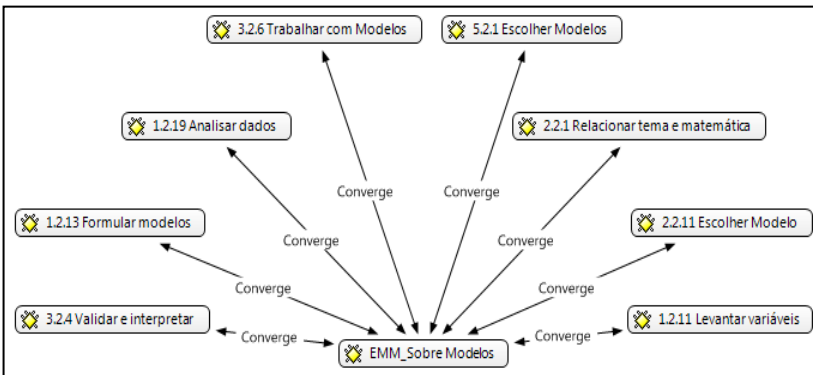 3.2.6 Trabalhar com Modelos
5.2.1 Escolher Modelos
1.2.19 Analisar dados
2.2.1 Relacionar tema e matemática
Converge
Converge
1.2.13 Formular modelos
2.2.11 Escolher Modelo
Converge
Converge
Converge
Converge
3.2.4 Validar e interpretar
1.2.11 Levantar variáveis
Converge
Converge
EMM_Sobre Modelos